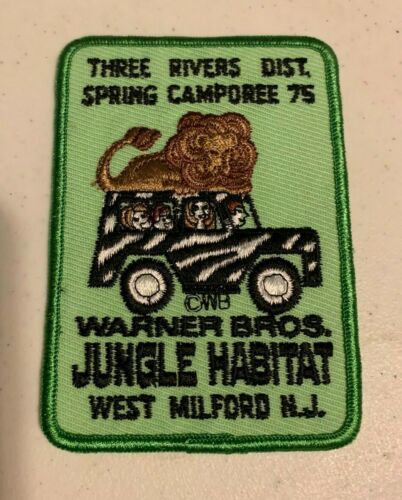 THREE RIVERS DIST.
SPRING CAMPOREE 75
©WB
WARNER BROS.
JUNGLE HABITAT
WEST MILFORD N.J.